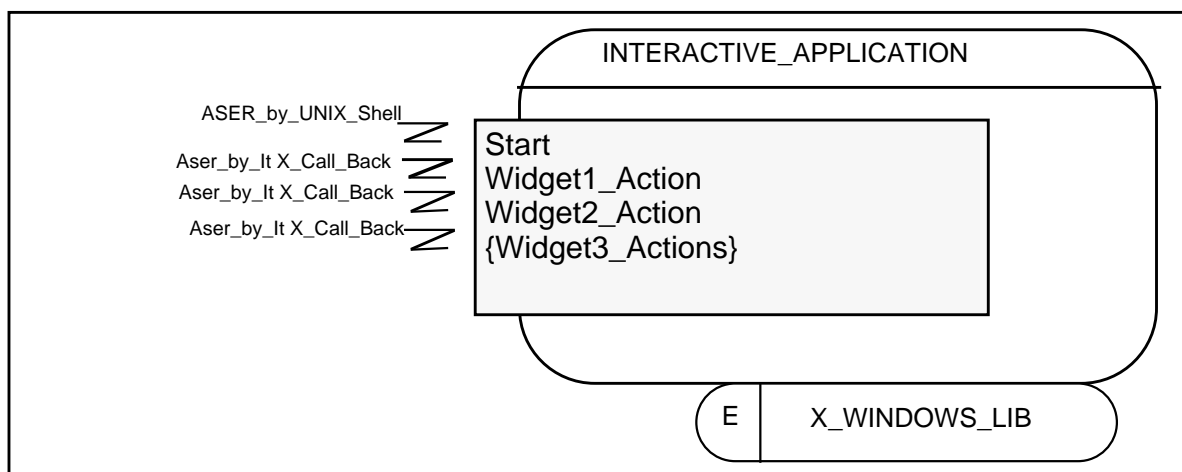 INTERACTIVE_APPLICATION
ASER_by_UNIX_Shell
Aser_by_It X_Call_Back
Aser_by_It X_Call_Back
Aser_by_It X_Call_Back
Start
Widget1_Action
Widget2_Action
{Widget3_Actions}
E
X_WINDOWS_LIB